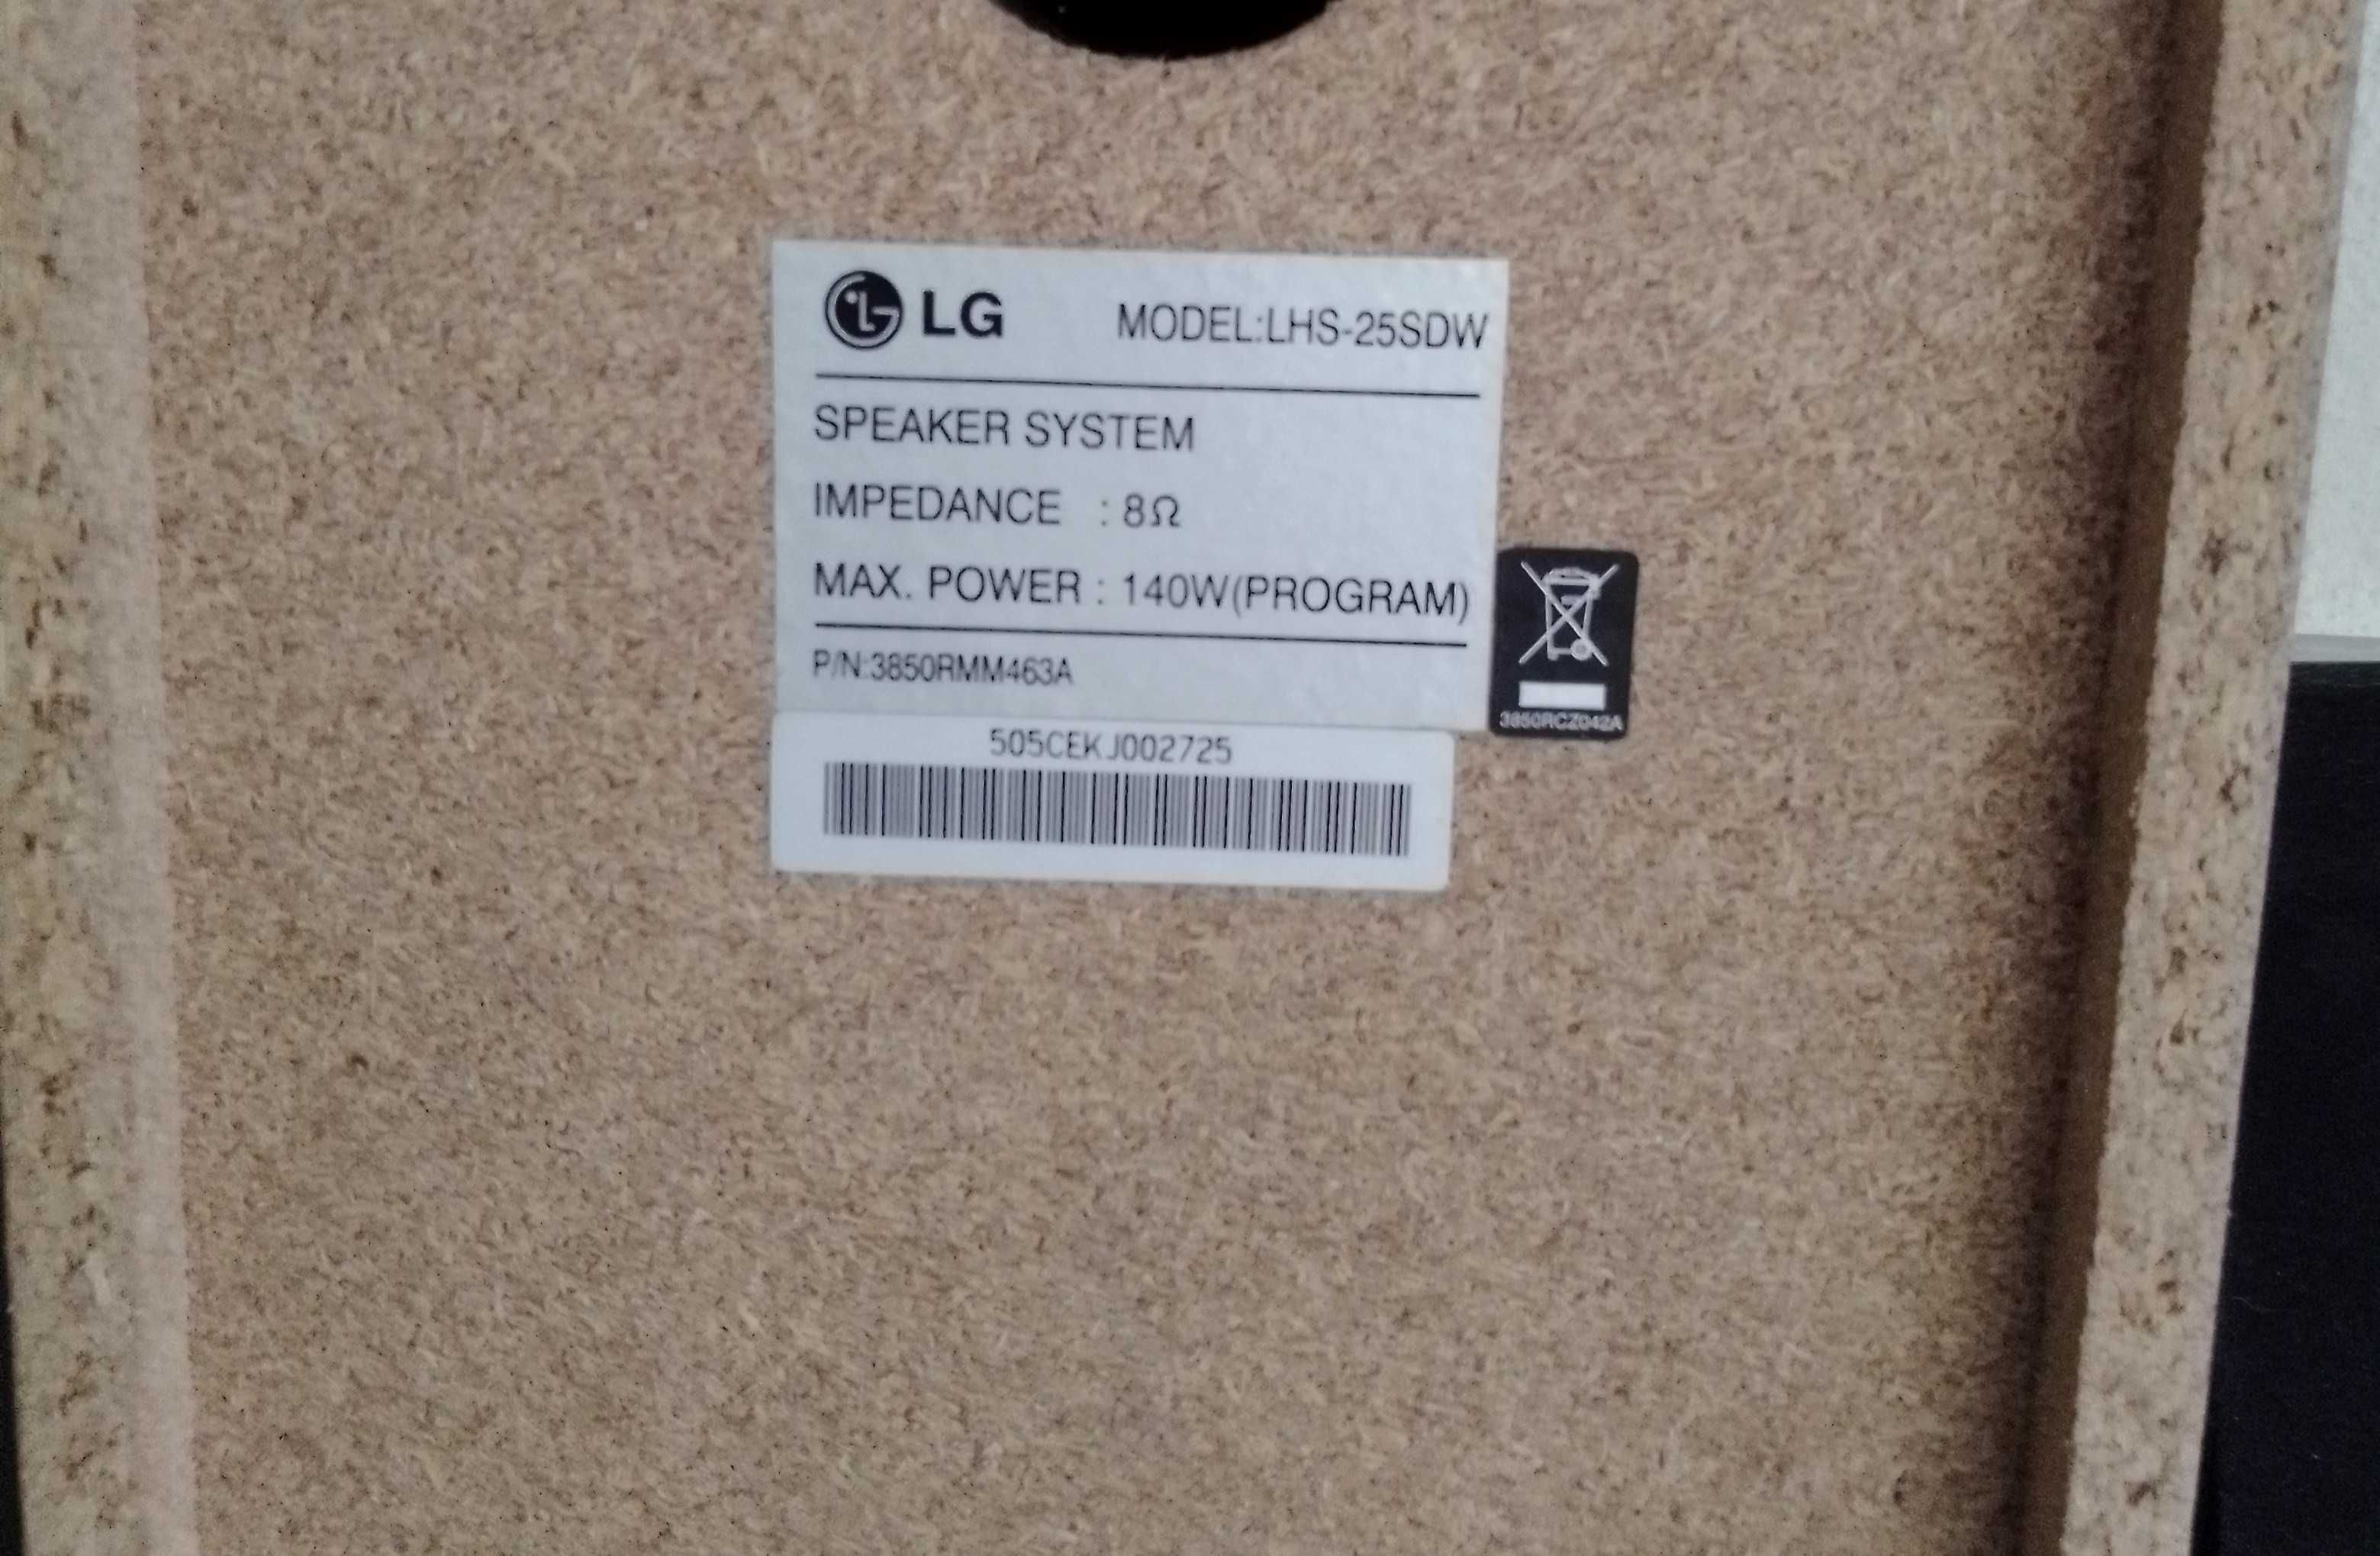 LG MODEL:LHS-25SDW
SPEAKER SYSTEM
IMPEDANCE : 8Ω
MAX. POWER : 140W(PROGRAM)
P/N:3850RMM463A
3850RCZ042A
505CEKJ002725